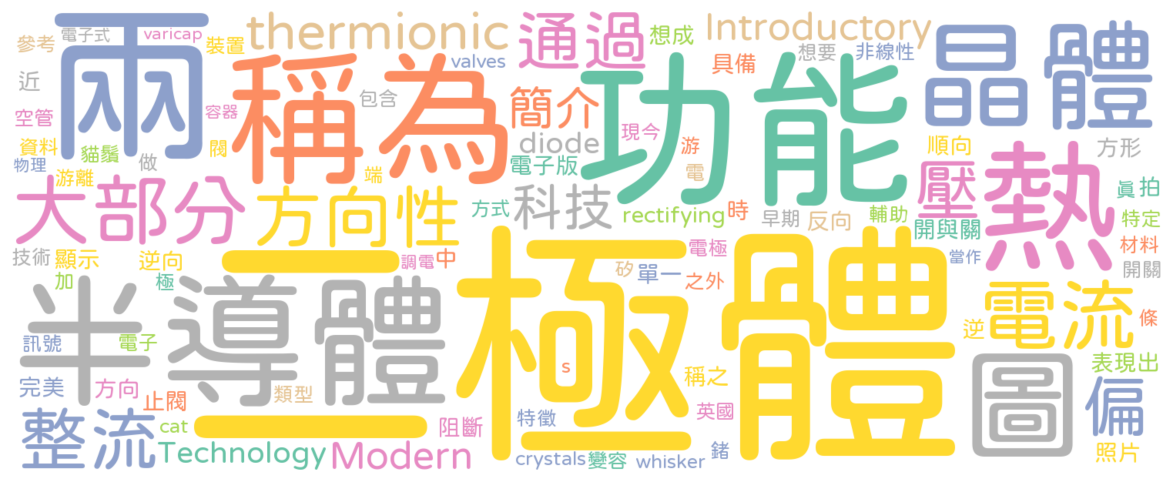 參考
電子式
varicap
裝置
thermionic
通過
想成
Introductory
晶體
兩
稱為
valves
具備
想要
非線性
近
包含
簡介
功能
空管
容器
diode
現今
游
順向
方形
資料
貓鬚
閥
物理
游離
做
端
電子版
電
壓
熱
眞
拍
大部分
方向性
方式
科技
rectifying
時
早期
反向
輔助
開與關
特定
技術
顯示
逆向
調電
中
電極
當作
材料
開關
加
極
矽
單一
之外
二極體
半導體
電流
逆
條
訊號
電子
s
稱之
圖
表現出
完美
方向
類型
止閥
英國
偏
整流
cat
阻斷
特徵
鍺
照片
Technology
Modern
crystals
變容
whisker